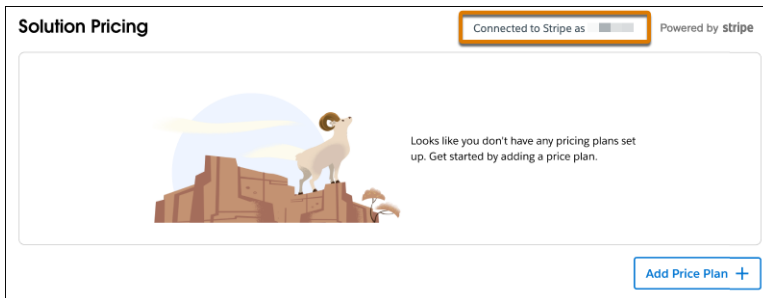 Solution Pricing
Connected to Stripe as
Powered by stripe
Looks like you don't have any pricing plans set
up. Get started by adding a price plan.
Add Price Plan +